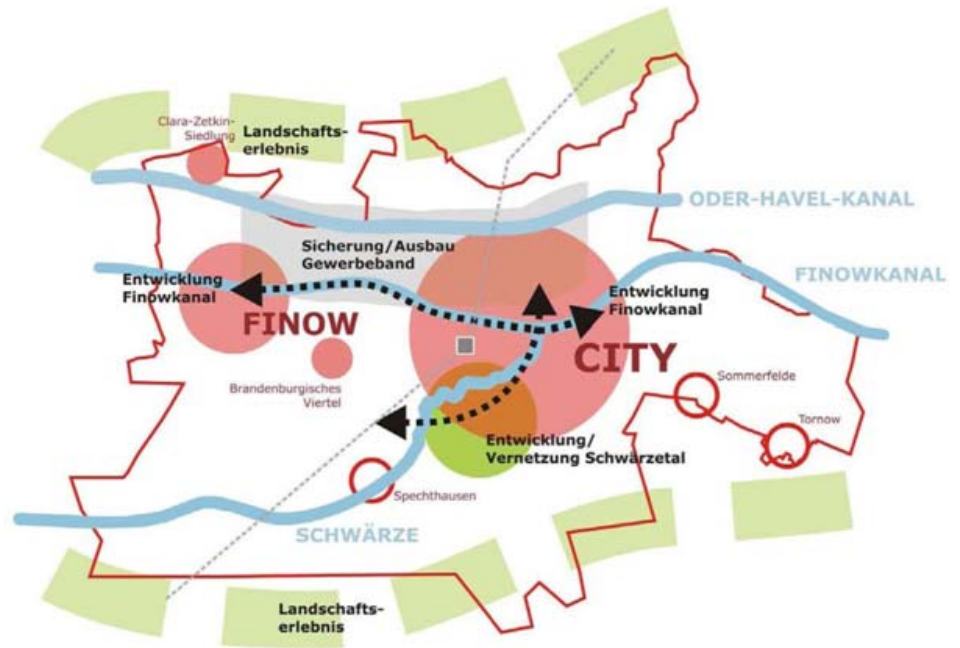 Clara-Zetkin-
Siedlung
Landschafts-
erlebnis
ODER-HAVEL-KANAL
Sicherung/Ausbau
Gewerbeband
FINOWKANAL
Entwicklung
Finowkanal
Entwicklung
Finowkanal
FINOW
CITY
Brandenburgisches
Viertel
Sommerfelde
Tornow
Entwicklung/
Vernetzung Schwärzetal
Spechthausen
SCHWÄRZE
Landschafts-
erlebnis